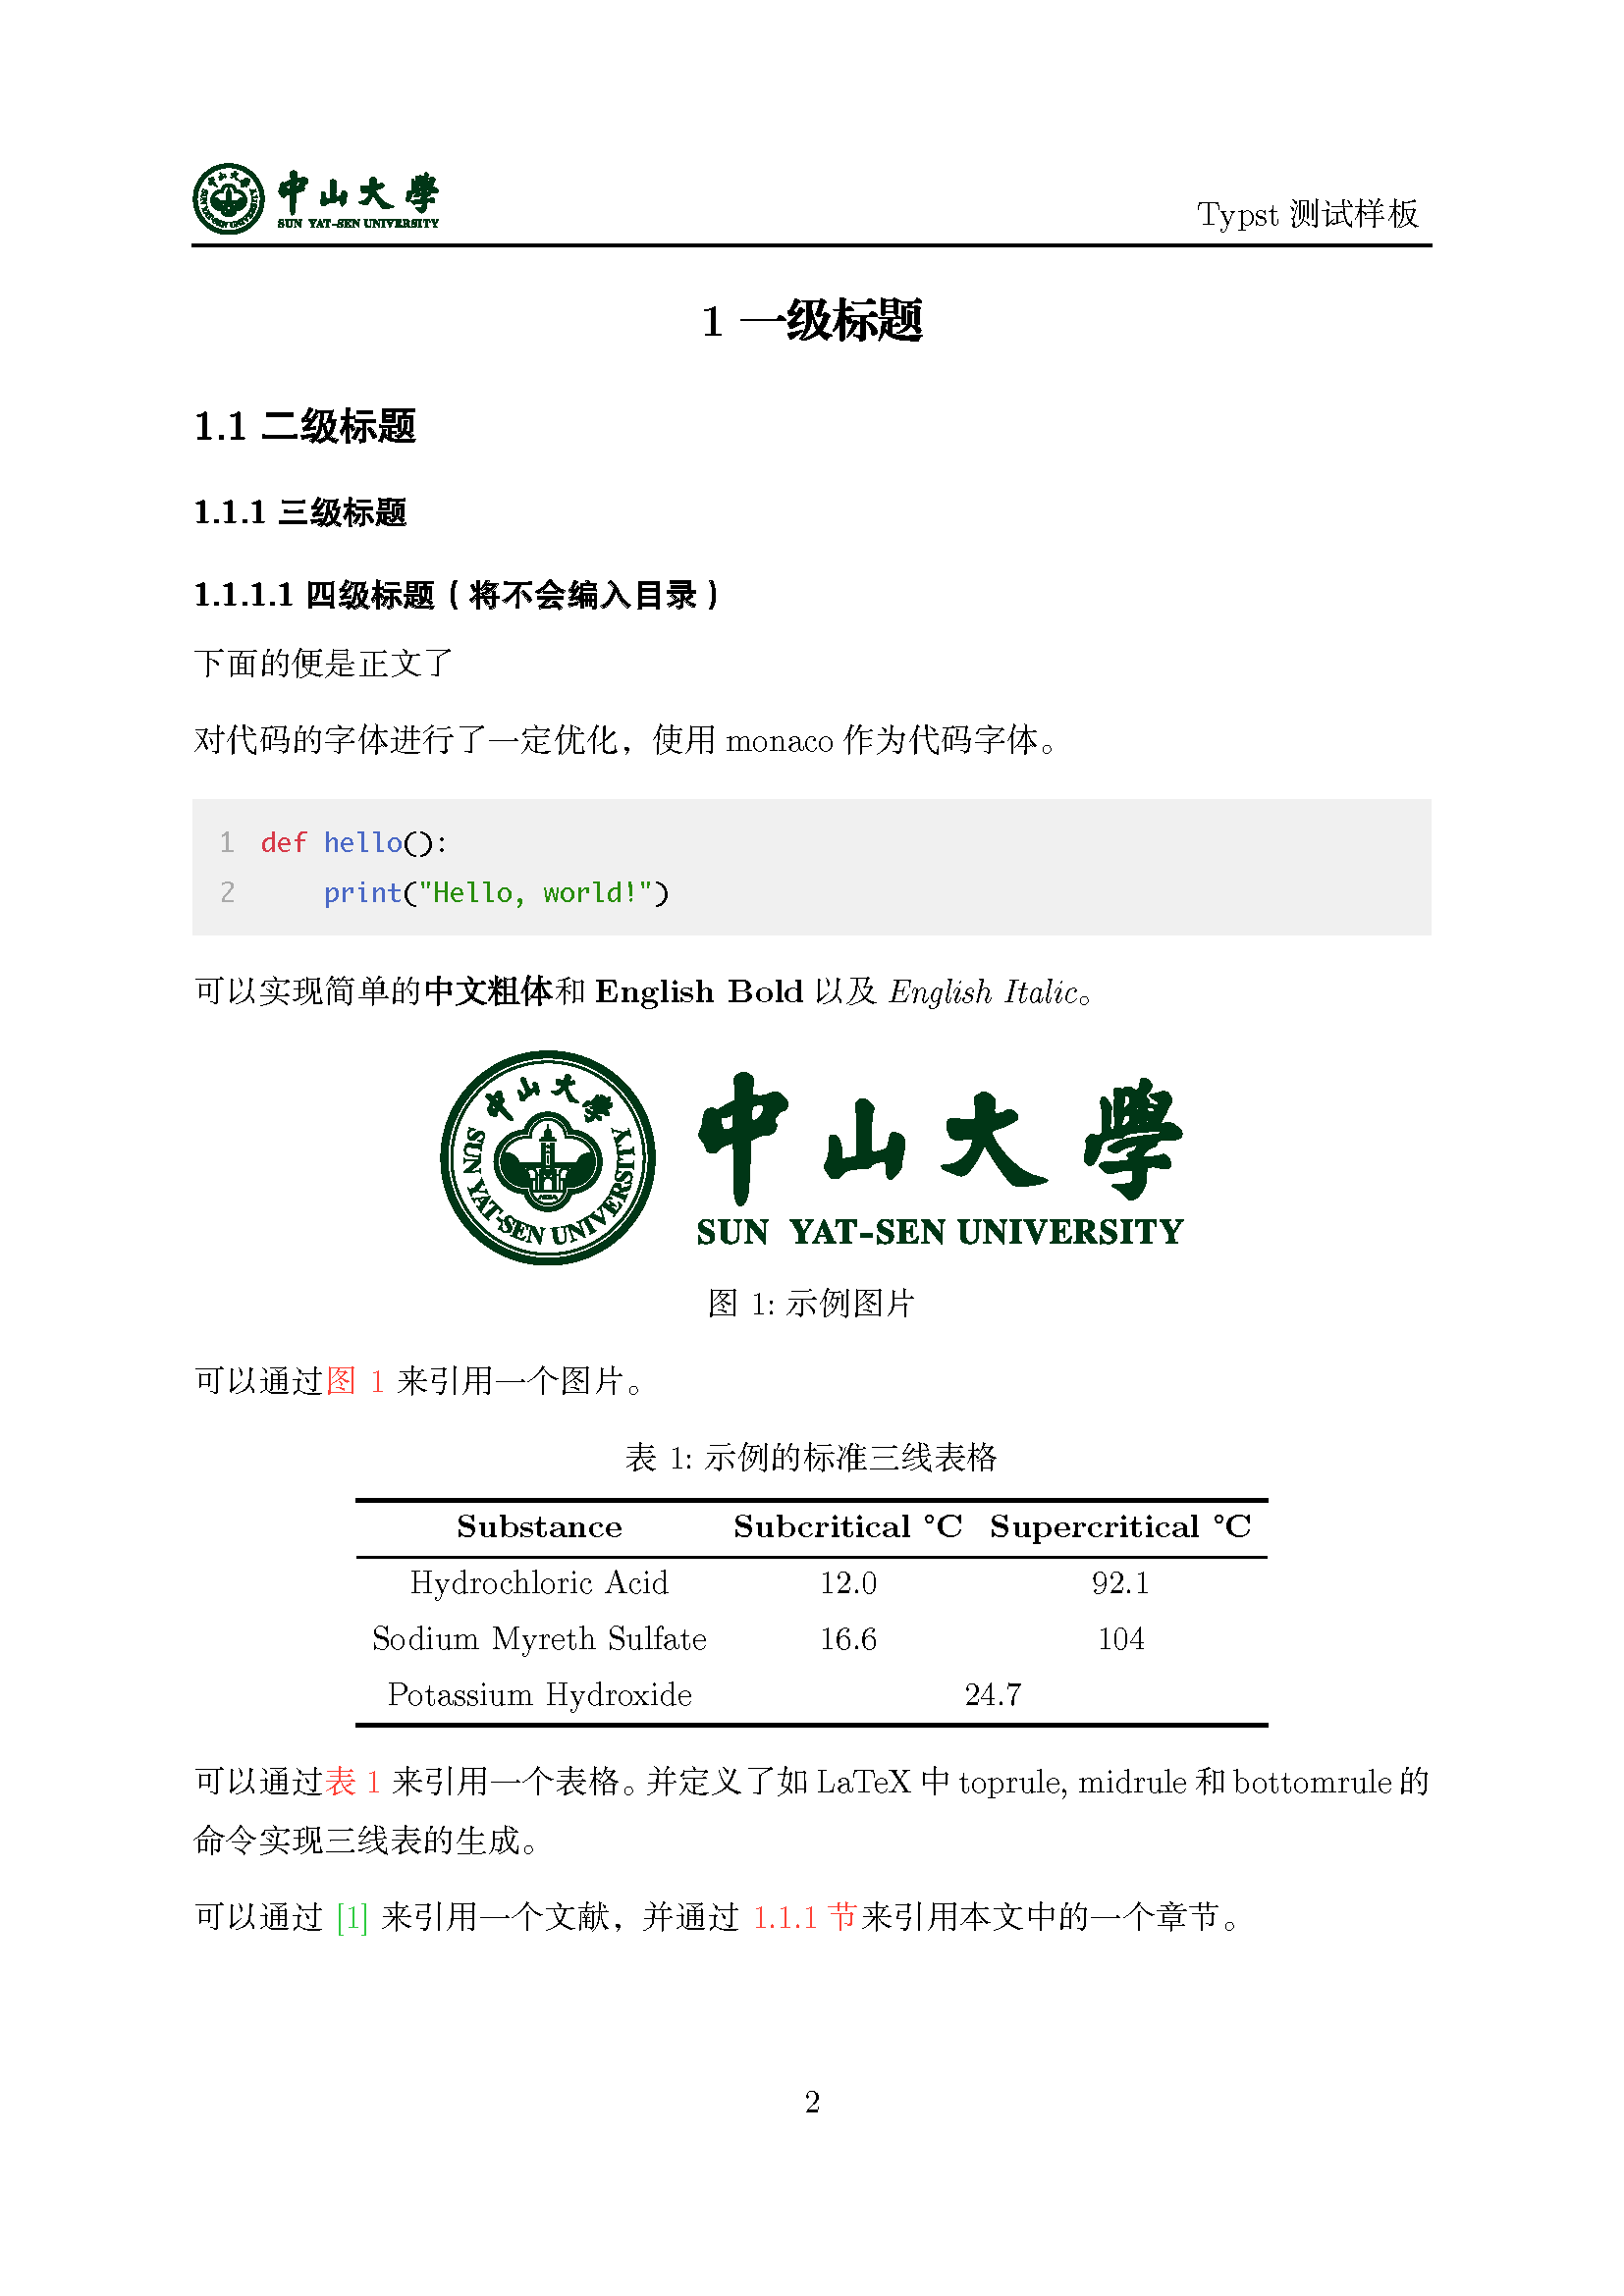 中山大學
SUN YAT-SEN UNIVERSITY
Typst 测试样板
1 一级标题
1.1 二级标题
1.1.1 三级标题
1.1.1.1 四级标题（将不会编入目录）
下面的便是正文了
对代码的字体进行了一定优化，使用 monaco 作为代码字体。
1 def hello():
2     print("Hello, world!")
可以实现简单的中文粗体和 English Bold 以及 English Italic。
中山大學
SUN YAT-SEN UNIVERSITY
中山大學
SUN YAT-SEN UNIVERSITY
图 1: 示例图片
可以通过图 1 来引用一个图片。
表 1: 示例的标准三线表格
Substance Subcritical °C Supercritical °C
Hydrochloric Acid 12.0 92.1
Sodium Myreth Sulfate 16.6 104
Potassium Hydroxide 24.7
可以通过表 1 来引用一个表格。并定义了如 LaTeX 中 toprule, midrule 和 bottomrule 的
命令实现三线表的生成。
可以通过 [1] 来引用一个文献，并通过 1.1.1 节来引用本文中的一个章节。
2